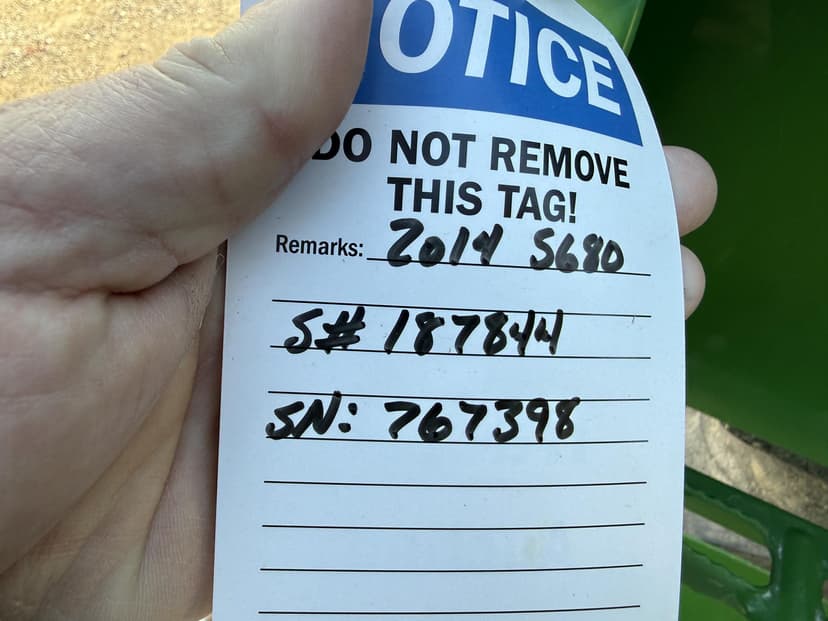 OTICE
DO NOT REMOVE
THIS TAG!
Remarks: 2014 S680
S# 187844
SN: 767398